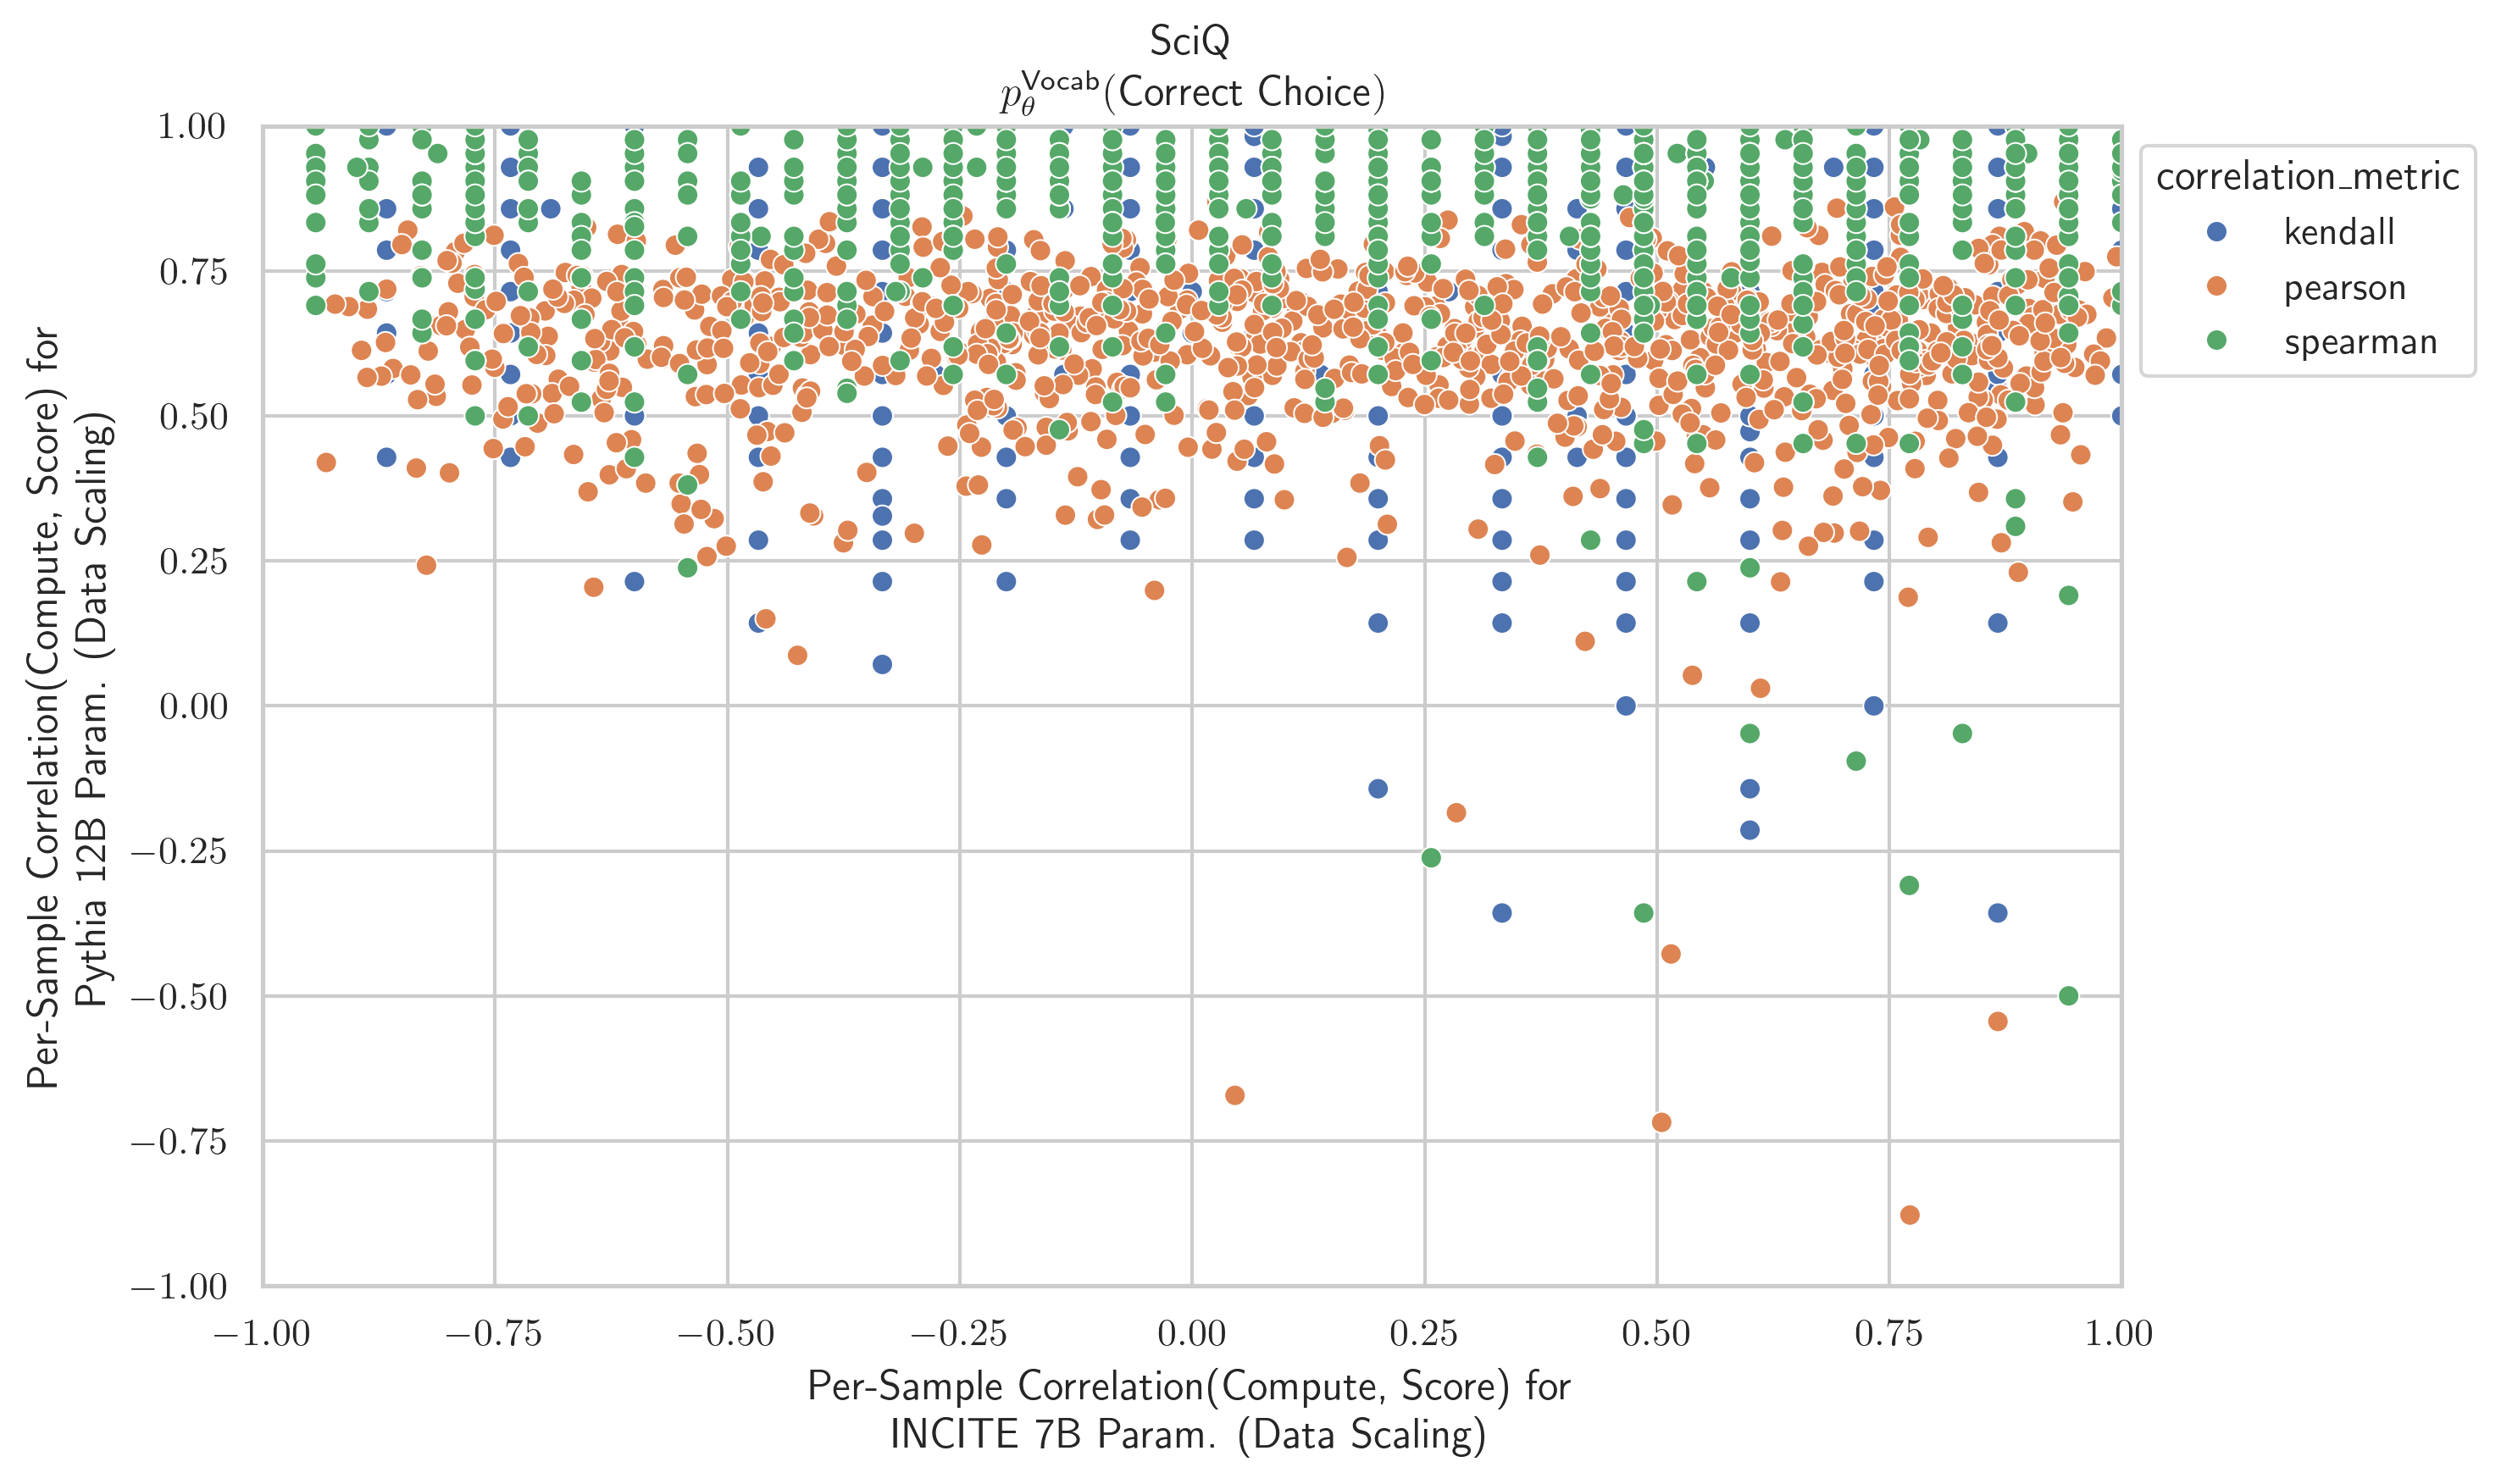 SciQ
p_θ^Vocab(Correct Choice)
Per-Sample Correlation(Compute, Score) for
Pythia 12B Param. (Data Scaling)
1.00
0.75
0.50
0.25
0.00
−0.25
−0.50
−0.75
−1.00
−1.00 −0.75 −0.50 −0.25 0.00 0.25 0.50 0.75 1.00
Per-Sample Correlation(Compute, Score) for
INCITE 7B Param. (Data Scaling)
correlation_metric
kendall
pearson
spearman